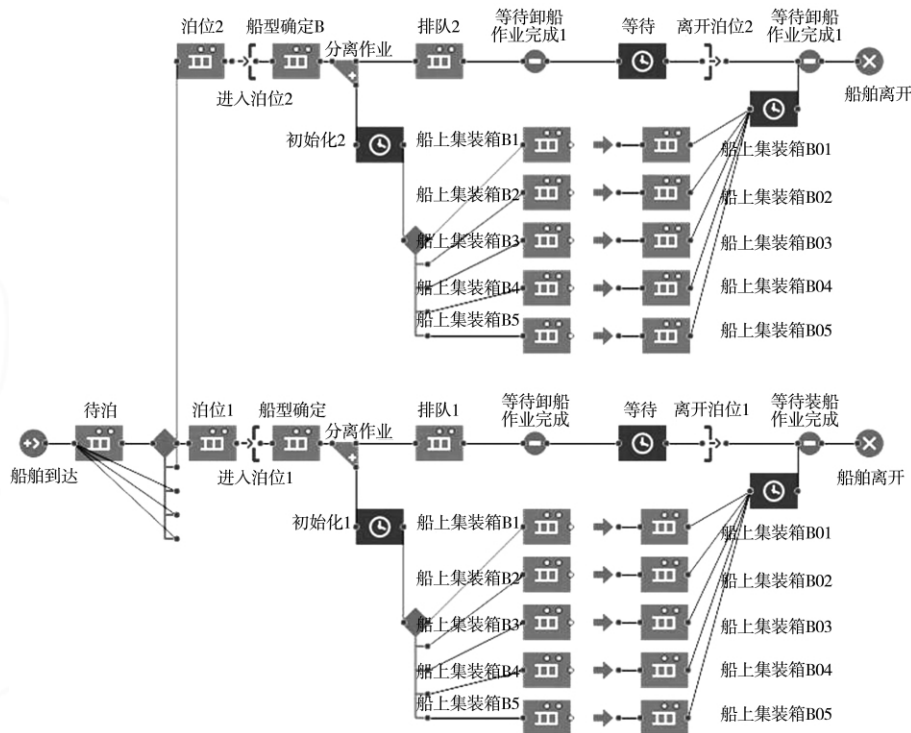 泊位2
船型确定B
分离作业
排队2
等待卸船
作业完成1
等待
离开泊位2
等待卸船
作业完成1
进入泊位2
船舶离开
初始化2
船上集装箱B1
船上集装箱B01
船上集装箱B2
船上集装箱B02
船上集装箱B3
船上集装箱B03
船上集装箱B4
船上集装箱B04
船上集装箱B5
船上集装箱B05
待泊
泊位1
船型确定
分离作业
排队1
等待卸船
作业完成
等待
离开泊位1
等待装船
作业完成
船舶到达
进入泊位1
船舶离开
初始化1
船上集装箱B1
船上集装箱B01
船上集装箱B2
船上集装箱B02
船上集装箱B3
船上集装箱B03
船上集装箱B4
船上集装箱B04
船上集装箱B5
船上集装箱B05